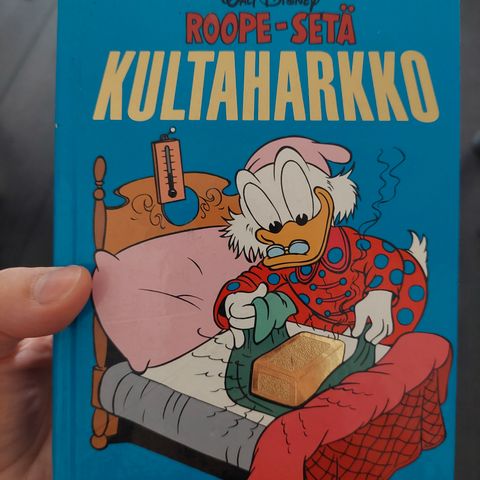 Walt Disney
ROOPE-SETÄ
KULTAHARKKO